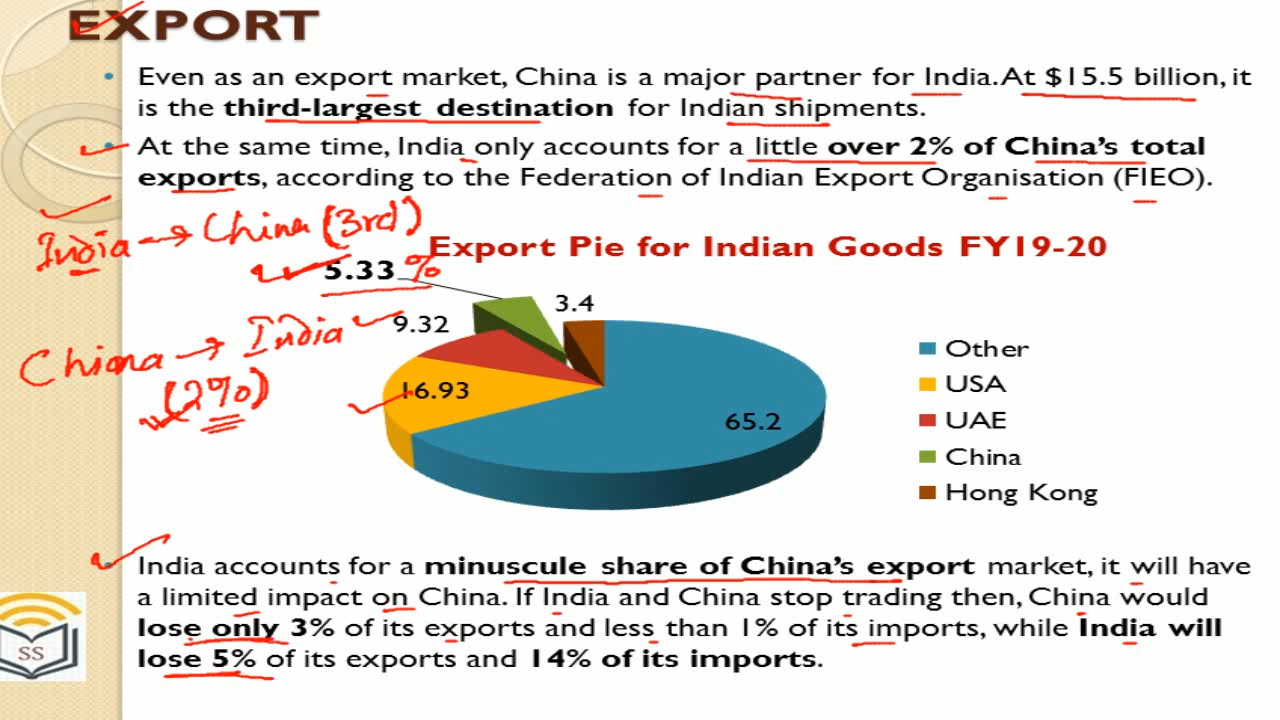 EXPORT
• Even as an export market, China is a major partner for India. At $15.5 billion, it
is the third-largest destination for Indian shipments.
• At the same time, India only accounts for a little over 2% of China's total
exports, according to the Federation of Indian Export Organisation (FIEO).
India → China (3rd)
Export Pie for Indian Goods FY19-20
5.33 %
3.4
9.32
China → India
(2%)
16.93
65.2
Other
USA
UAE
China
Hong Kong
• India accounts for a minuscule share of China's export market, it will have
a limited impact on China. If India and China stop trading then, China would
lose only 3% of its exports and less than 1% of its imports, while India will
lose 5% of its exports and 14% of its imports.
SS